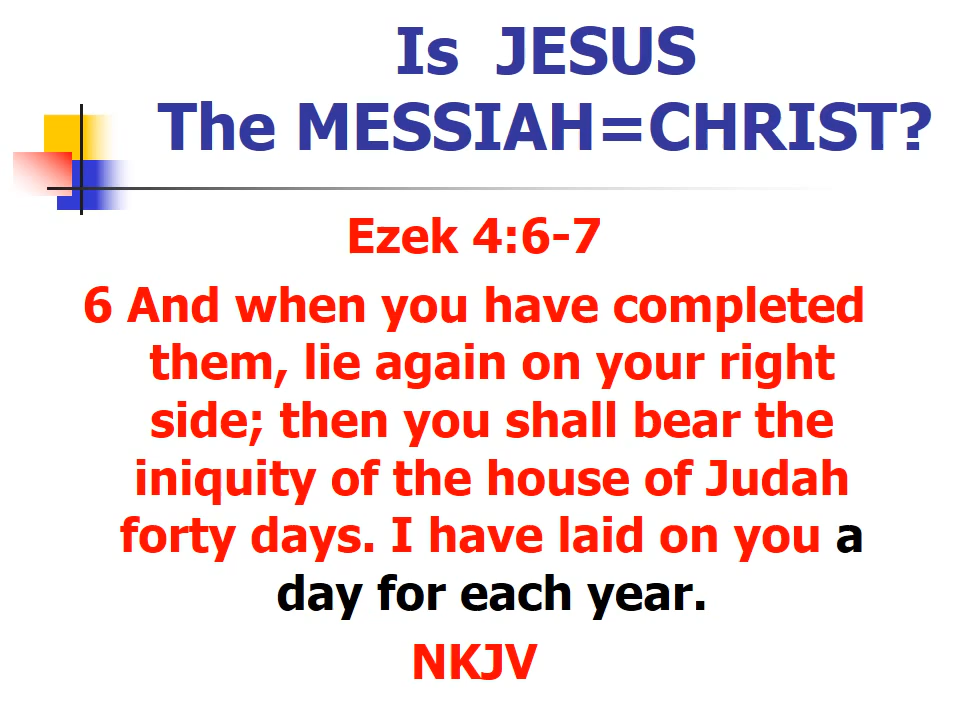 Is JESUS
The MESSIAH=CHRIST?
Ezek 4:6-7
6 And when you have completed
them, lie again on your right
side; then you shall bear the
iniquity of the house of Judah
forty days. I have laid on you a
day for each year.
NKJV